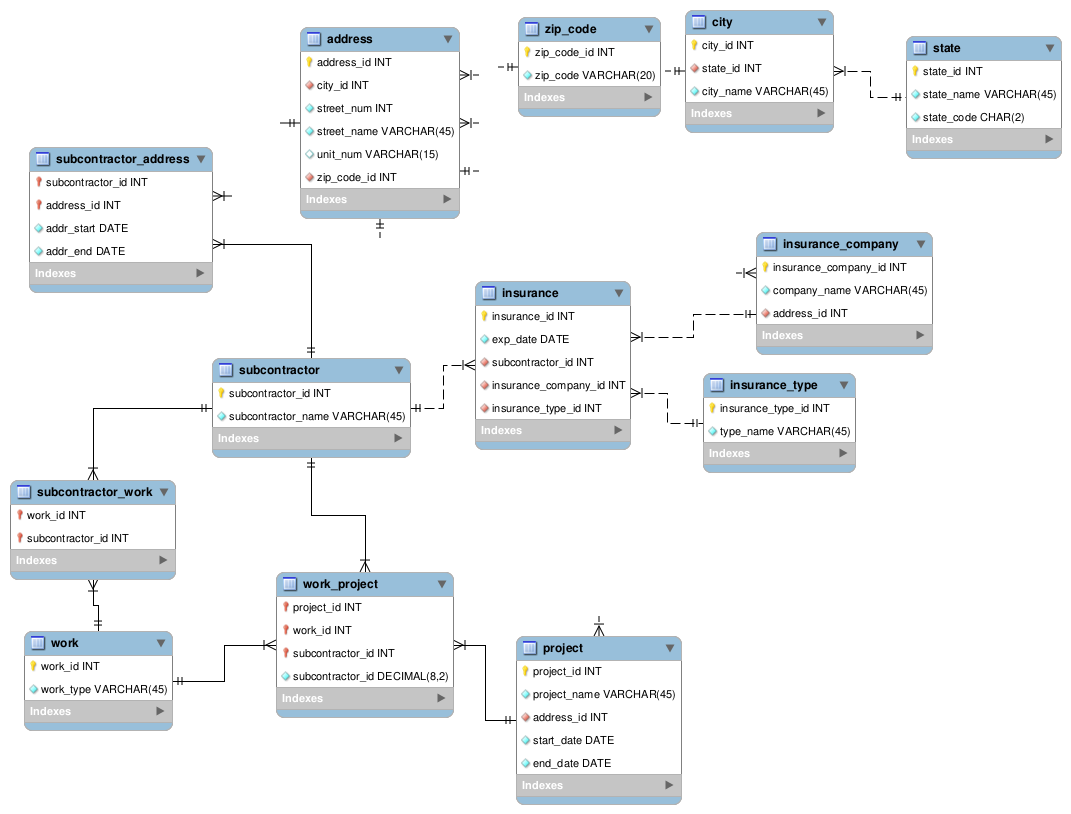 address
address_id INT
city_id INT
street_num INT
street_name VARCHAR(45)
unit_num VARCHAR(15)
zip_code_id INT
Indexes
zip_code
zip_code_id INT
zip_code VARCHAR(20)
Indexes
city
city_id INT
state_id INT
city_name VARCHAR(45)
Indexes
state
state_id INT
state_name VARCHAR(45)
state_code CHAR(2)
Indexes
subcontractor_address
subcontractor_id INT
address_id INT
addr_start DATE
addr_end DATE
Indexes
insurance_company
insurance_company_id INT
company_name VARCHAR(45)
address_id INT
Indexes
insurance
insurance_id INT
exp_date DATE
subcontractor_id INT
insurance_company_id INT
insurance_type_id INT
Indexes
subcontractor
subcontractor_id INT
subcontractor_name VARCHAR(45)
Indexes
insurance_type
insurance_type_id INT
type_name VARCHAR(45)
Indexes
subcontractor_work
work_id INT
subcontractor_id INT
Indexes
work_project
project_id INT
work_id INT
subcontractor_id INT
subcontractor_id DECIMAL(8,2)
Indexes
work
work_id INT
work_type VARCHAR(45)
Indexes
project
project_id INT
project_name VARCHAR(45)
address_id INT
start_date DATE
end_date DATE
Indexes